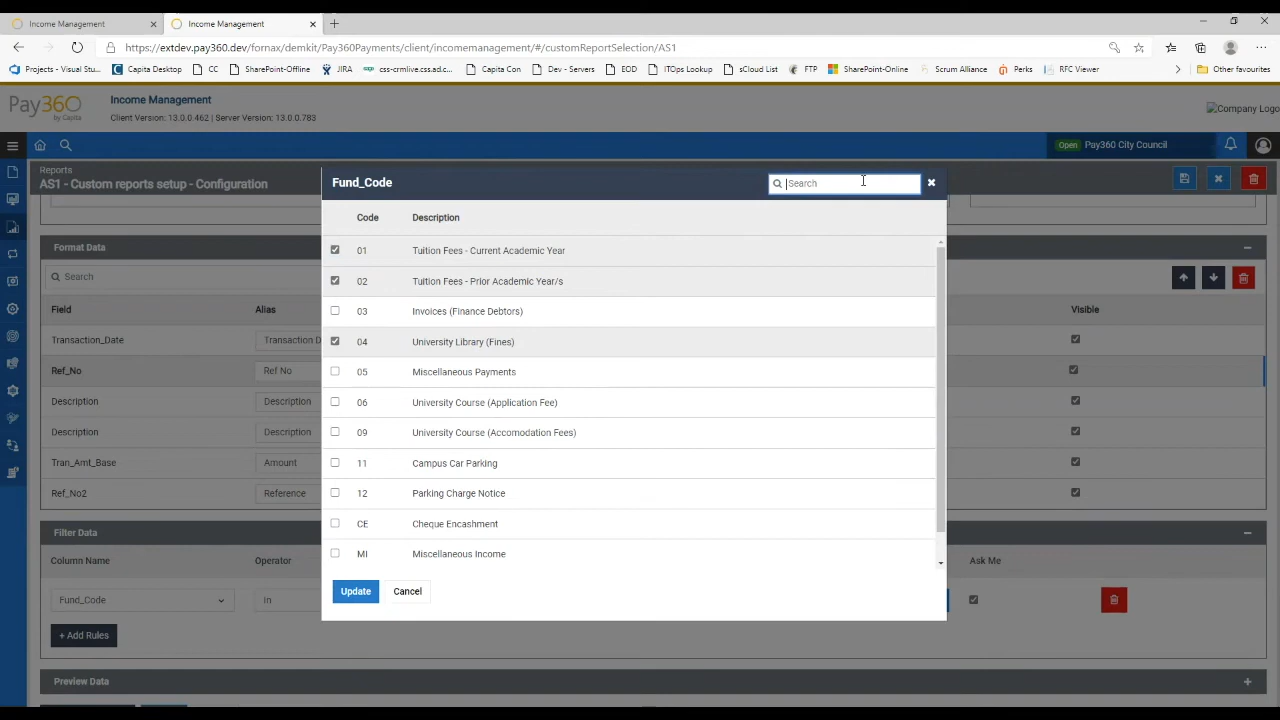 Income Management
Income Management
https://extdev.pay360.dev/fornax/demkit/Pay360Payments/client/incomemanagement/#/customReportSelection/AS1
Projects - Visual Stu... Capita Desktop CC SharePoint-Offline JIRA css-crmlive.css.ad.c... Capita Con Dev - Servers EOD ITOps Lookup sCloud List FTP SharePoint-Online Scrum Alliance Perks RFC Viewer Other favourites
Pay360 by Capita
Income Management
Client Version: 13.0.0.462 | Server Version: 13.0.0.783
Company Logo
Open Pay360 City Council
Reports
AS1 - Custom reports setup - Configuration
Fund_Code
Search
Code Description
01 Tuition Fees - Current Academic Year
02 Tuition Fees - Prior Academic Year/s
03 Invoices (Finance Debtors)
04 University Library (Fines)
05 Miscellaneous Payments
06 University Course (Application Fee)
09 University Course (Accomodation Fees)
11 Campus Car Parking
12 Parking Charge Notice
CE Cheque Encashment
MI Miscellaneous Income
Update Cancel
Format Data
Search
Field Alias Visible
Transaction_Date Transaction D
Ref_No Ref No
Description Description
Description Description
Tran_Amt_Base Amount
Ref_No2 Reference
Filter Data
Column Name Operator Ask Me
Fund_Code in
+ Add Rules
Preview Data